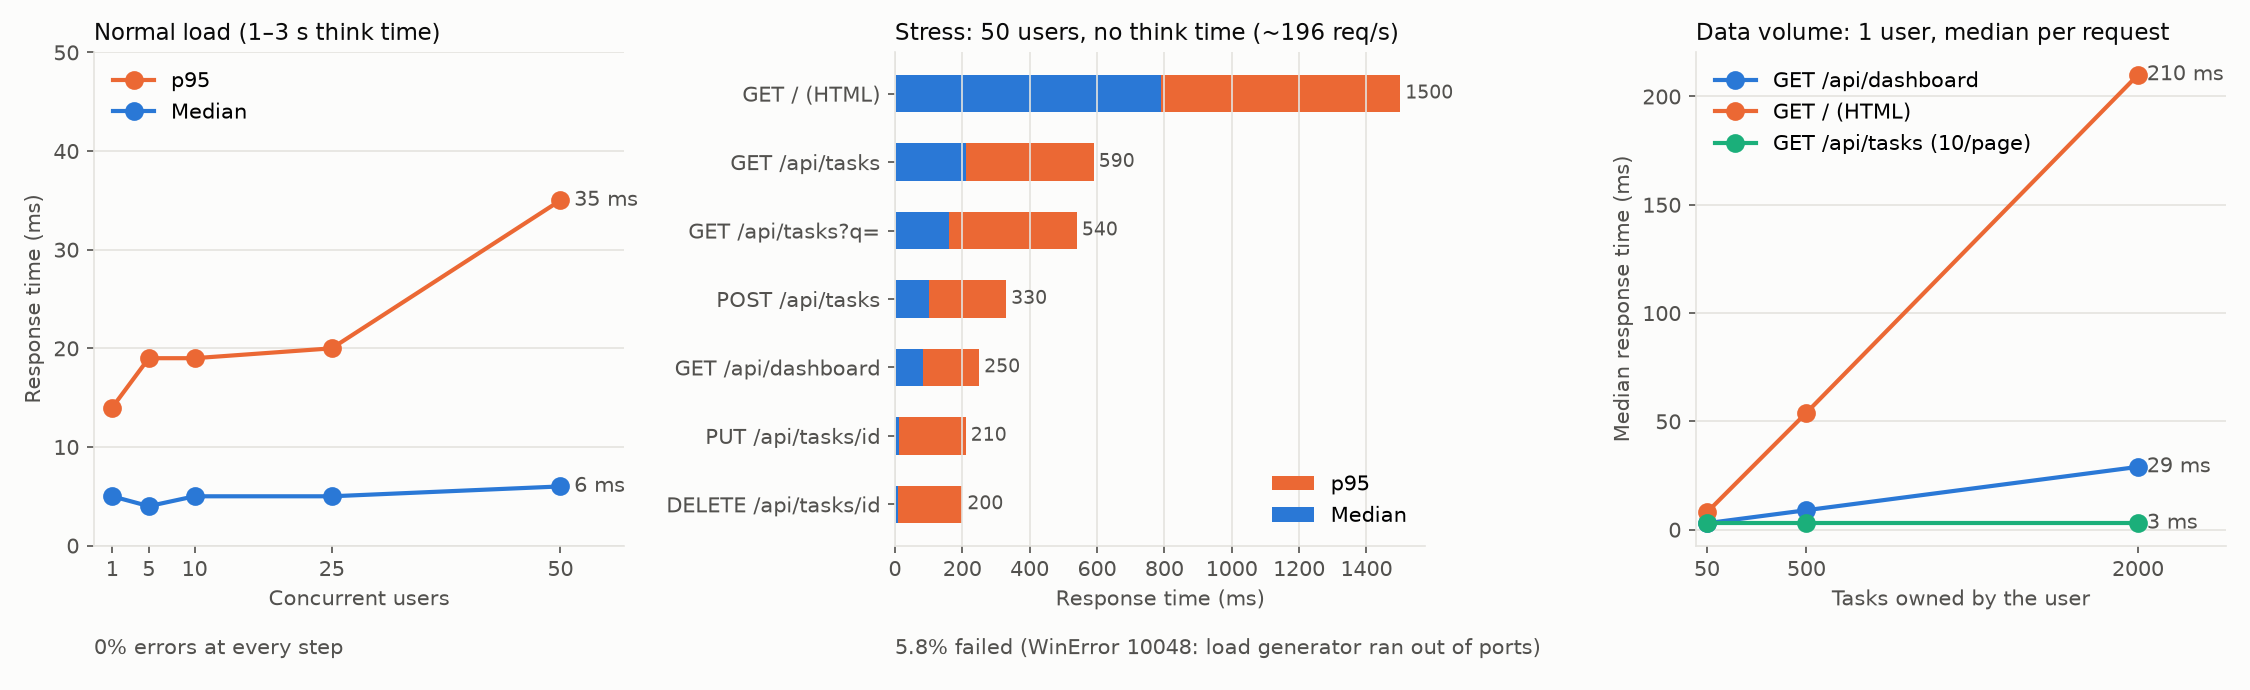 Normal load (1–3 s think time)
50
40
30
20
10
0
Response time (ms)
p95
Median
35 ms
6 ms
1 5 10 25 50
Concurrent users
0% errors at every step
Stress: 50 users, no think time (~196 req/s)
GET / (HTML) 1500
GET /api/tasks 590
GET /api/tasks?q= 540
POST /api/tasks 330
GET /api/dashboard 250
PUT /api/tasks/id 210
DELETE /api/tasks/id 200
p95
Median
0 200 400 600 800 1000 1200 1400
Response time (ms)
5.8% failed (WinError 10048: load generator ran out of ports)
Data volume: 1 user, median per request
GET /api/dashboard
GET / (HTML)
GET /api/tasks (10/page)
210 ms
29 ms
3 ms
200
150
100
50
0
Median response time (ms)
50 500 2000
Tasks owned by the user